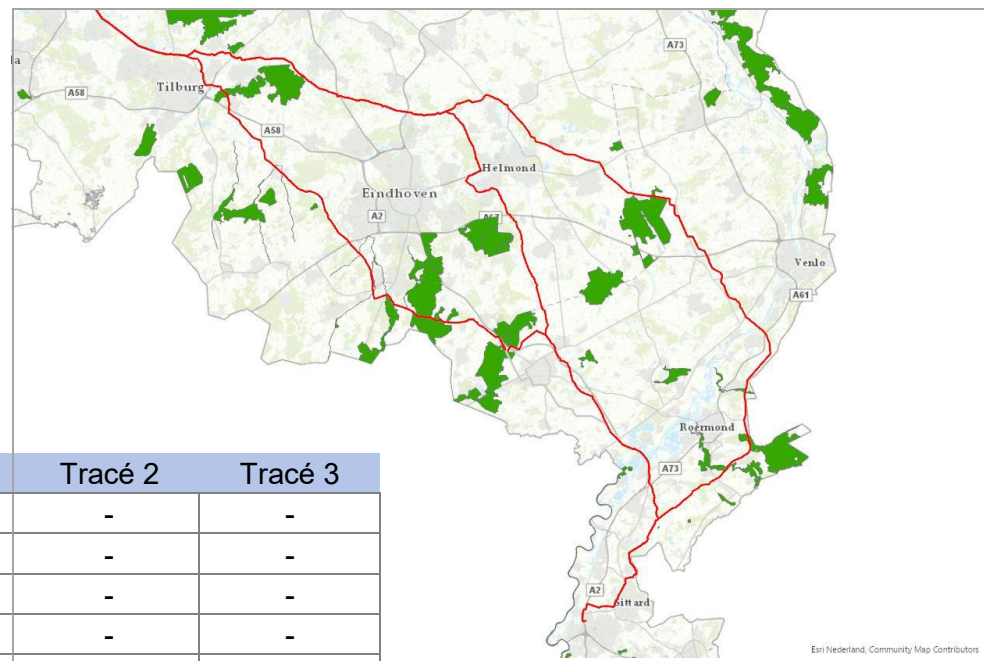 a
A73
Tilburg
A58
A58
Helmond
Eindhoven
A2
A67
Venlo
A61
Roermond
A73
A2
Sittard
Tracé 2 Tracé 3
- -
- -
- -
- -
Esri Nederland, Community Map Contributors